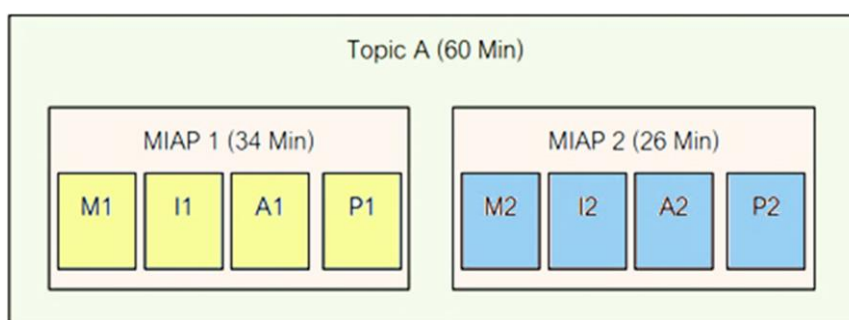 Topic A (60 Min)
MIAP 1 (34 Min)
MIAP 2 (26 Min)
M1 I1 A1 P1
M2 I2 A2 P2